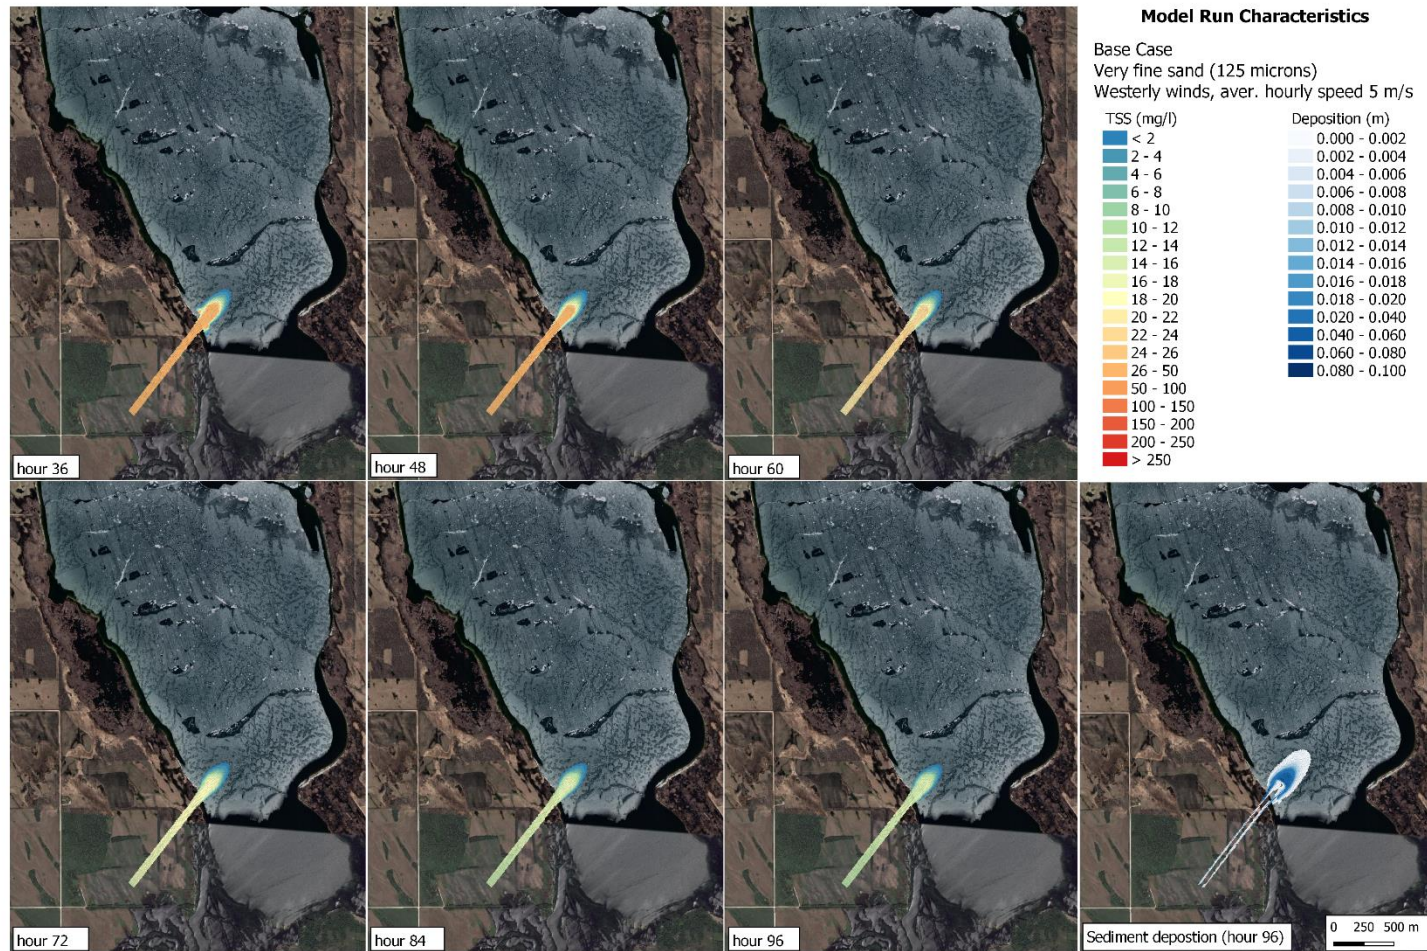 Model Run Characteristics
Base Case
Very fine sand (125 microns)
Westerly winds, aver. hourly speed 5 m/s
TSS (mg/l)
< 2
2 - 4
4 - 6
6 - 8
8 - 10
10 - 12
12 - 14
14 - 16
16 - 18
18 - 20
20 - 22
22 - 24
24 - 26
26 - 50
50 - 100
100 - 150
150 - 200
200 - 250
> 250
Deposition (m)
0.000 - 0.002
0.002 - 0.004
0.004 - 0.006
0.006 - 0.008
0.008 - 0.010
0.010 - 0.012
0.012 - 0.014
0.014 - 0.016
0.016 - 0.018
0.018 - 0.020
0.020 - 0.040
0.040 - 0.060
0.060 - 0.080
0.080 - 0.100
hour 36
hour 48
hour 60
hour 72
hour 84
hour 96
Sediment depostion (hour 96)
0 250 500 m